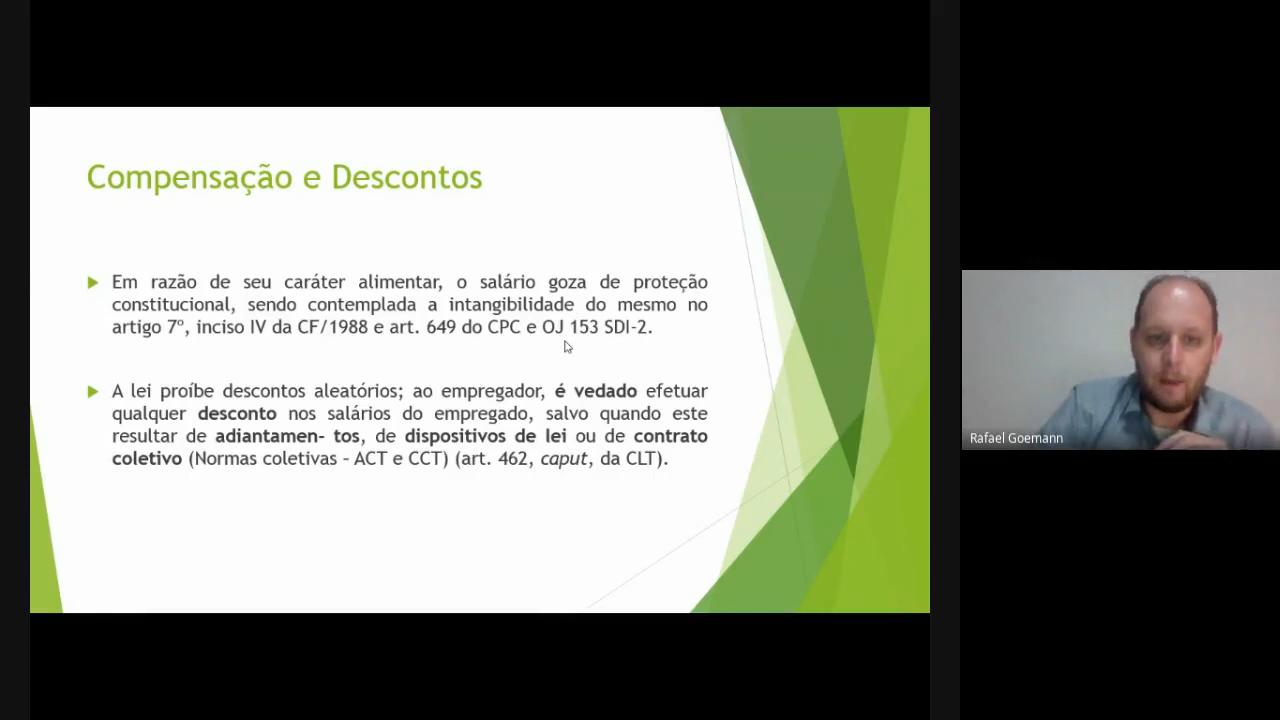 Compensação e Descontos
Em razão de seu caráter alimentar, o salário goza de proteção
constitucional, sendo contemplada a intangibilidade do mesmo no
artigo 7º, inciso IV da CF/1988 e art. 649 do CPC e OJ 153 SDI-2.
A lei proíbe descontos aleatórios; ao empregador, é vedado efetuar
qualquer desconto nos salários do empregado, salvo quando este
resultar de adiantamen- tos, de dispositivos de lei ou de contrato
coletivo (Normas coletivas – ACT e CCT) (art. 462, caput, da CLT).
Rafael Goemann